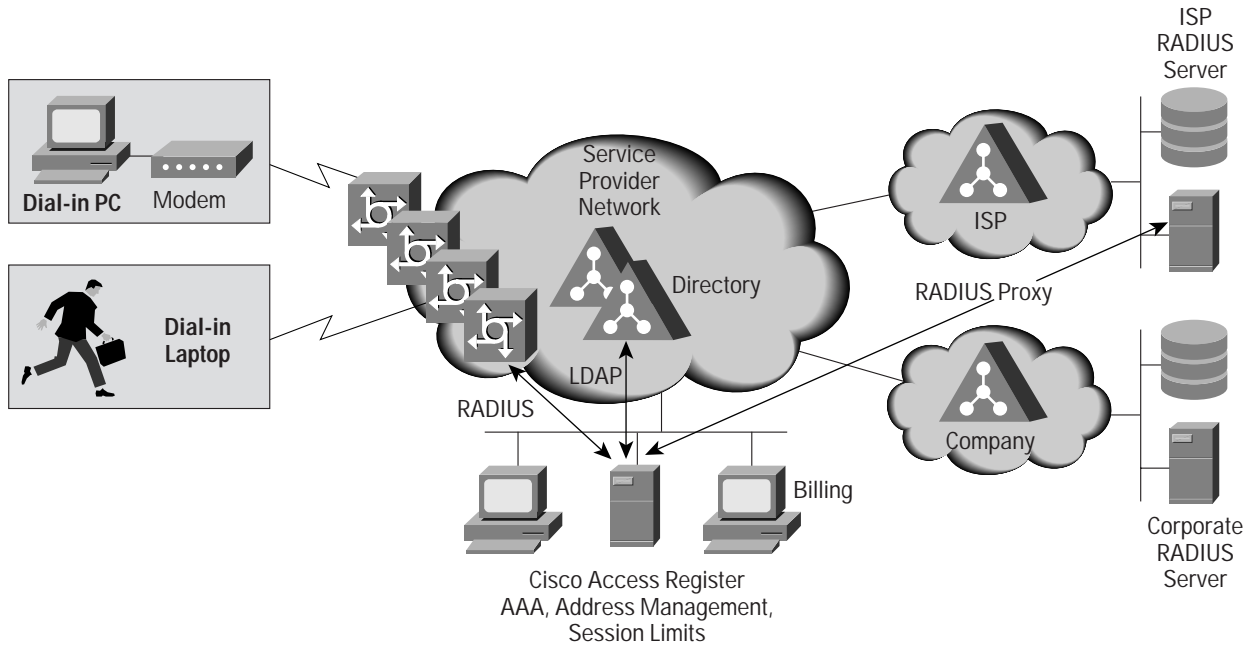 ISP
RADIUS
Server
Dial-in PC
Modem
Service
Provider
Network
ISP
Directory
RADIUS Proxy
Dial-in
Laptop
LDAP
RADIUS
Company
Billing
Corporate
RADIUS
Server
Cisco Access Register
AAA, Address Management,
Session Limits